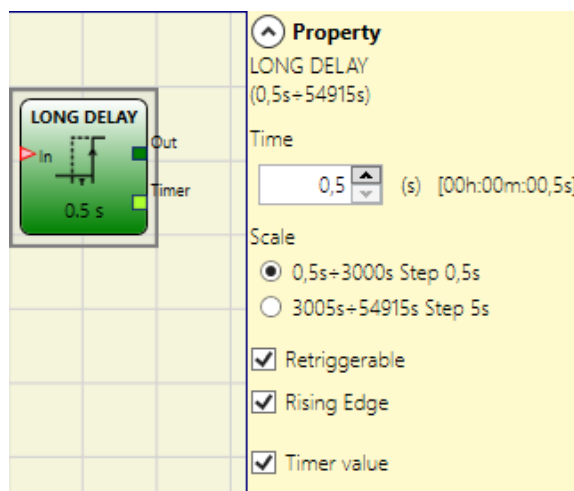 LONG DELAY
In
Out
Timer
0.5 s
Property
LONG DELAY
(0,5s÷54915s)
Time
0,5 (s) [00h:00m:00,5s]
Scale
0,5s÷3000s Step 0,5s
3005s÷54915s Step 5s
Retriggerable
Rising Edge
Timer value